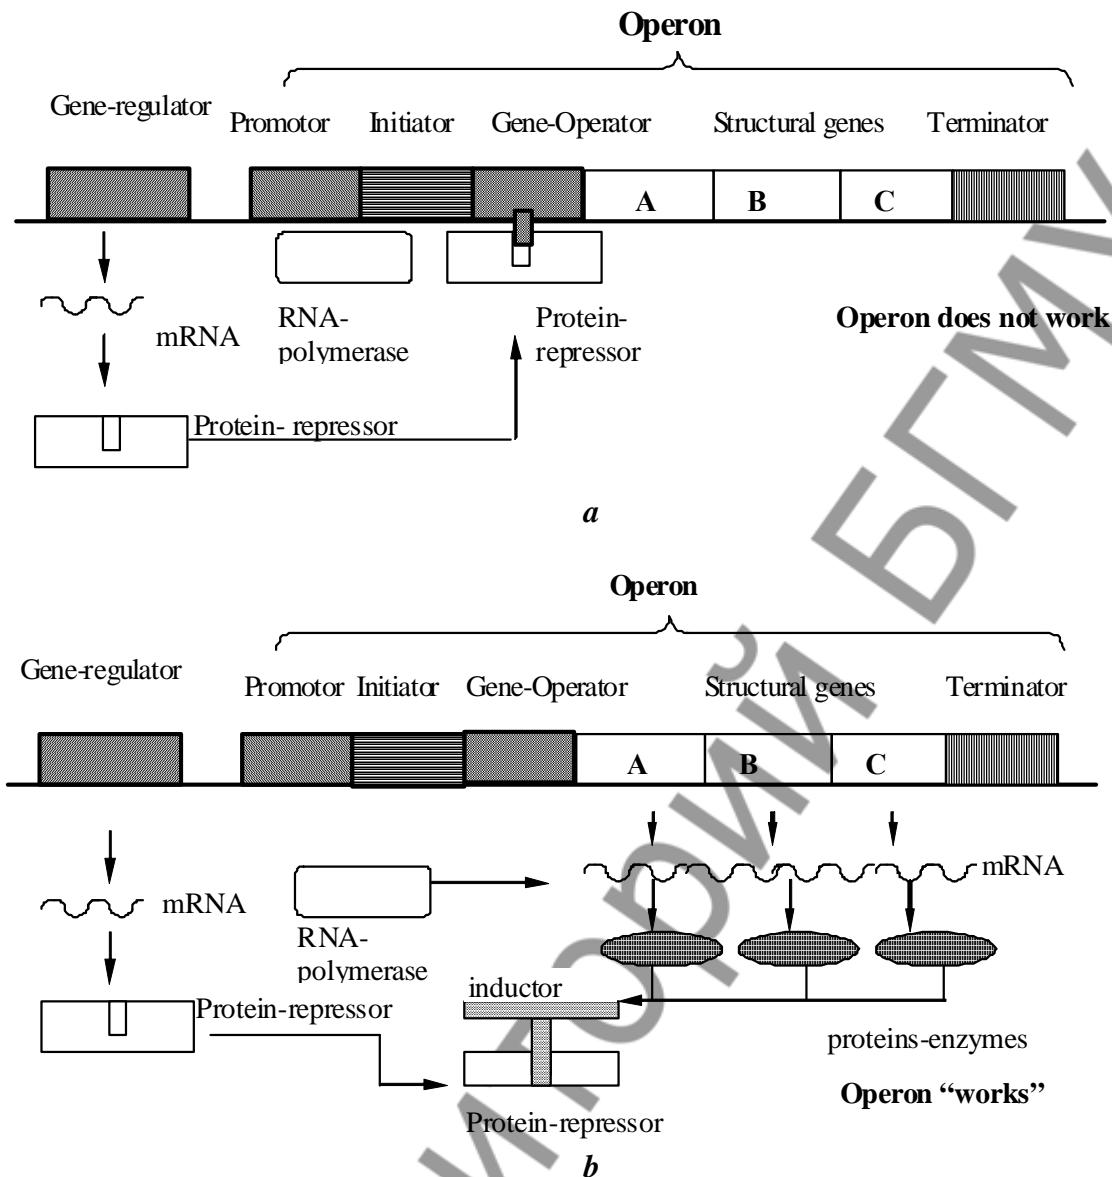 Operon
Gene-regulator
Promotor Initiator Gene-Operator Structural genes Terminator
A B C
mRNA
RNA-
polymerase
Protein-
repressor
Operon does not work
Protein- repressor
a
Operon
Gene-regulator
Promotor Initiator Gene-Operator Structural genes Terminator
A B C
mRNA
mRNA
RNA-
polymerase
Protein-repressor
inductor
proteins-enzymes
Operon “works”
Protein-repressor
b
иторий БГМУ